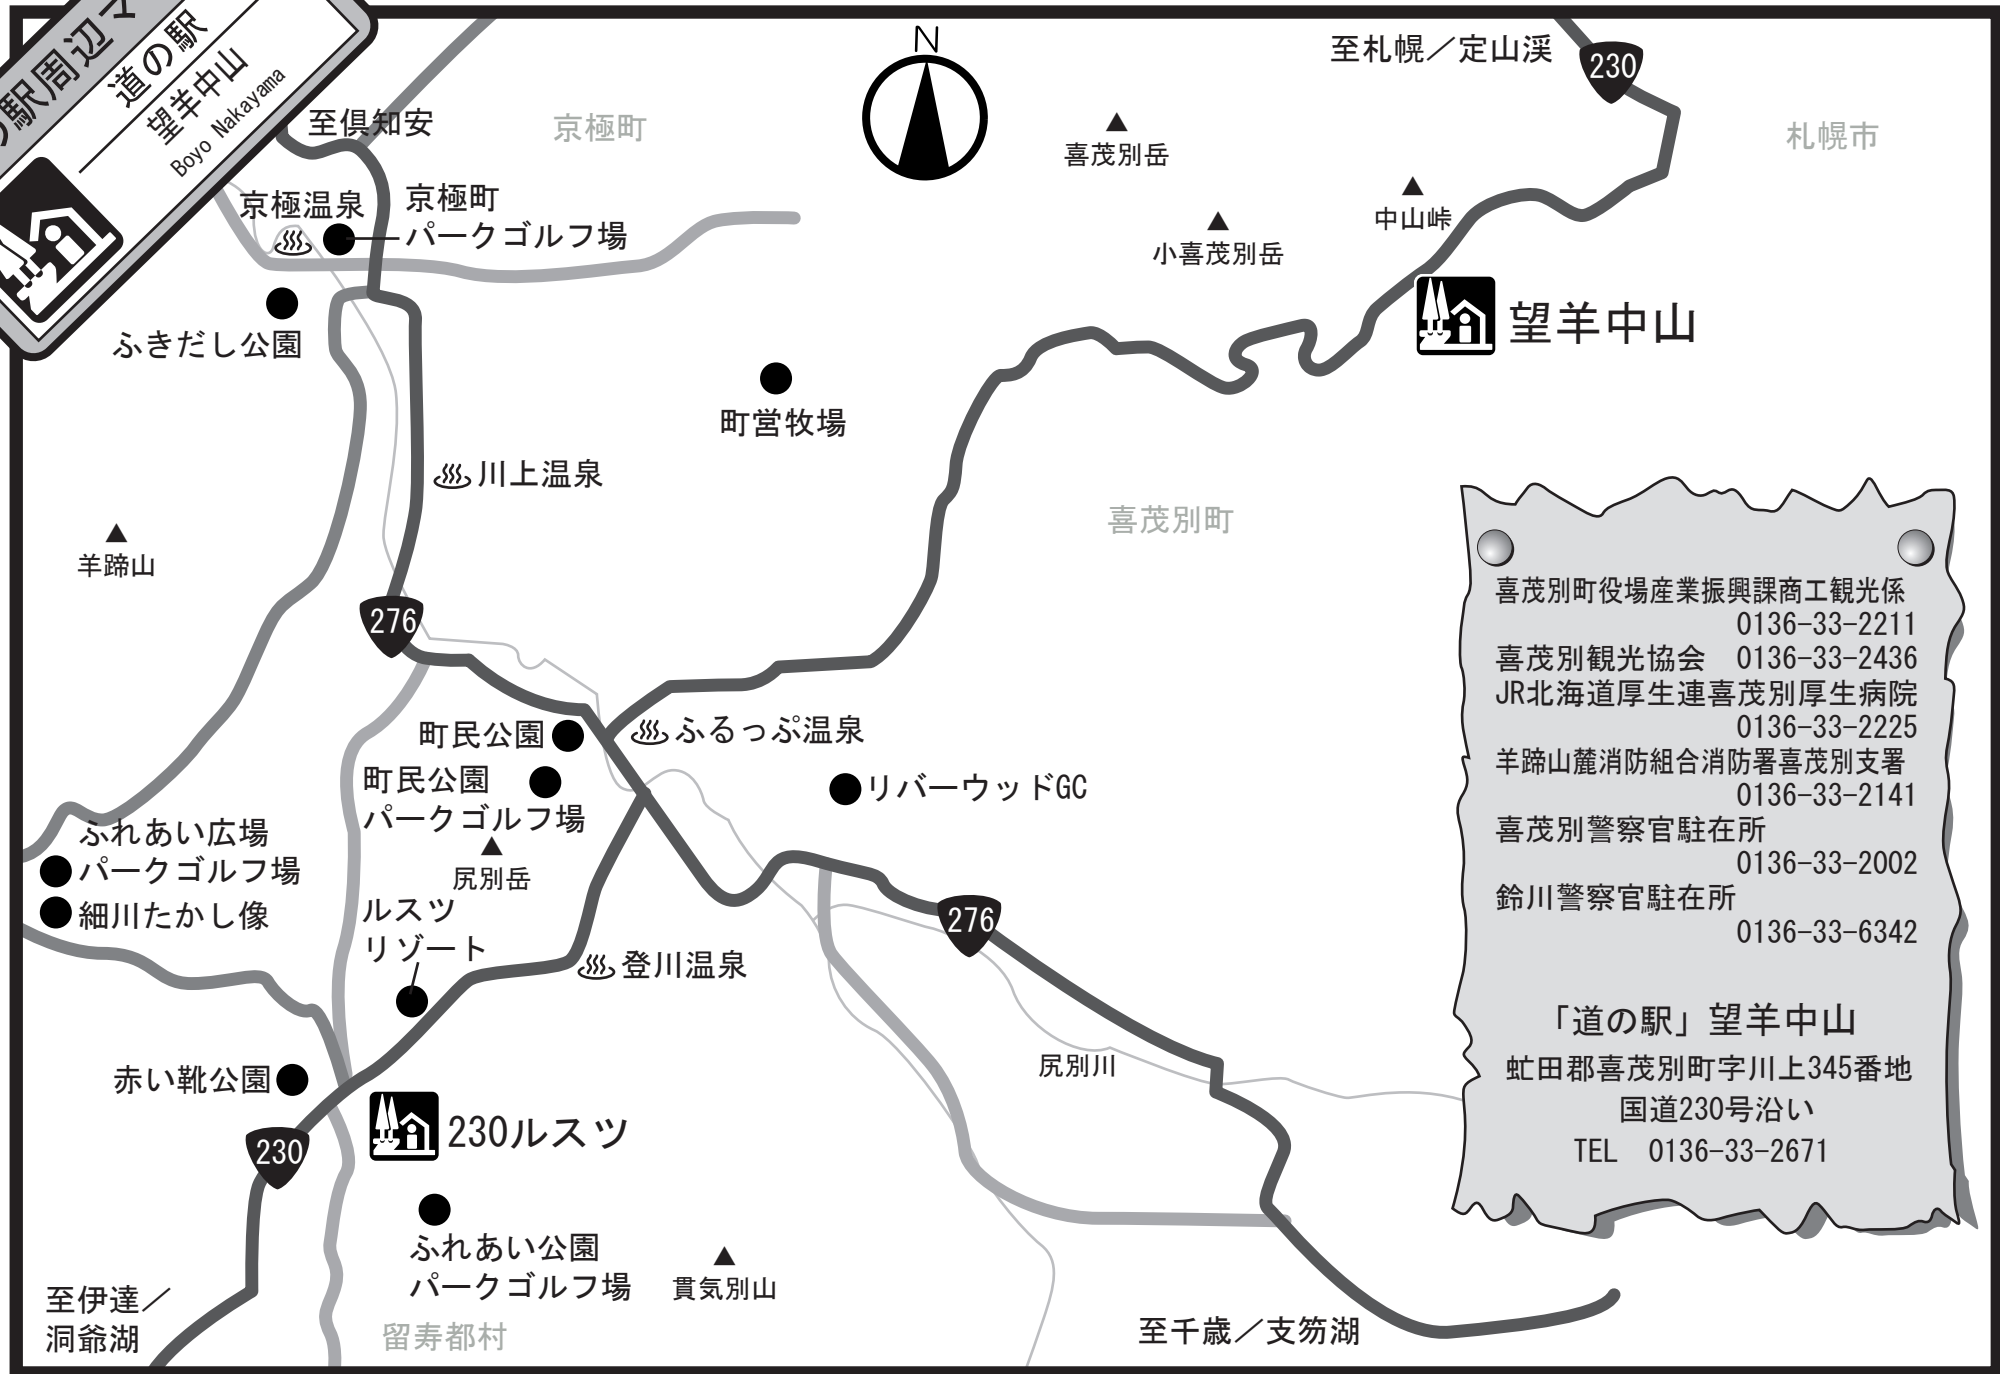 の駅周辺マ
道の駅
望羊中山
Boyo Nakayama
N
至札幌／定山渓
230
至倶知安
京極町
喜茂別岳
札幌市
中山峠
京極温泉
京極町
パークゴルフ場
小喜茂別岳
望羊中山
ふきだし公園
町営牧場
川上温泉
喜茂別町
羊蹄山
276
町民公園
ふるっぷ温泉
町民公園
パークゴルフ場
リバーウッドGC
ふれあい広場
パークゴルフ場
細川たかし像
尻別岳
ルスツ
リゾート
276
登川温泉
尻別川
赤い靴公園
230ルスツ
230
ふれあい公園
パークゴルフ場
貫気別山
至伊達／
洞爺湖
留寿都村
至千歳／支笏湖
喜茂別町役場産業振興課商工観光係
0136-33-2211
喜茂別観光協会　0136-33-2436
JR北海道厚生連喜茂別厚生病院
0136-33-2225
羊蹄山麓消防組合消防署喜茂別支署
0136-33-2141
喜茂別警察官駐在所
0136-33-2002
鈴川警察官駐在所
0136-33-6342
「道の駅」望羊中山
虻田郡喜茂別町字川上345番地
国道230号沿い
TEL　0136-33-2671